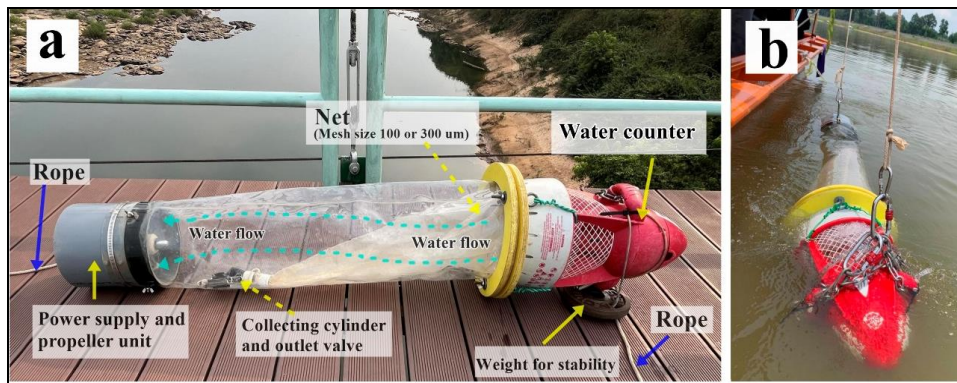 a
b
Net
(Mesh size 100 or 300 um)
Water counter
Rope
Water flow
Water flow
Power supply and
propeller unit
Collecting cylinder
and outlet valve
Weight for stability
Rope